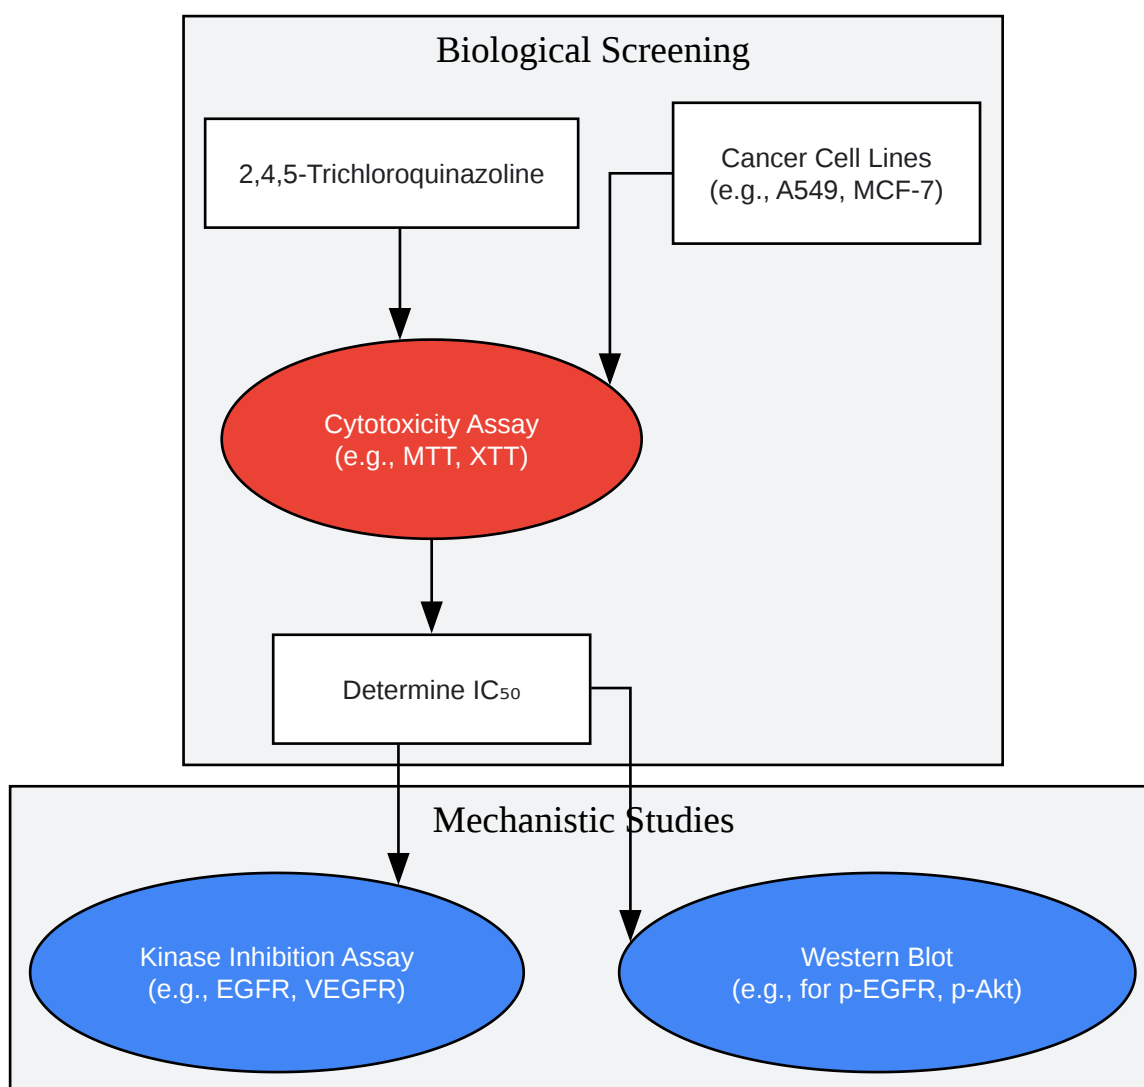 Biological Screening
2,4,5-Trichloroquinazoline
Cancer Cell Lines
(e.g., A549, MCF-7)
Cytotoxicity Assay
(e.g., MTT, XTT)
Determine IC₅₀
Mechanistic Studies
Kinase Inhibition Assay
(e.g., EGFR, VEGFR)
Western Blot
(e.g., for p-EGFR, p-Akt)